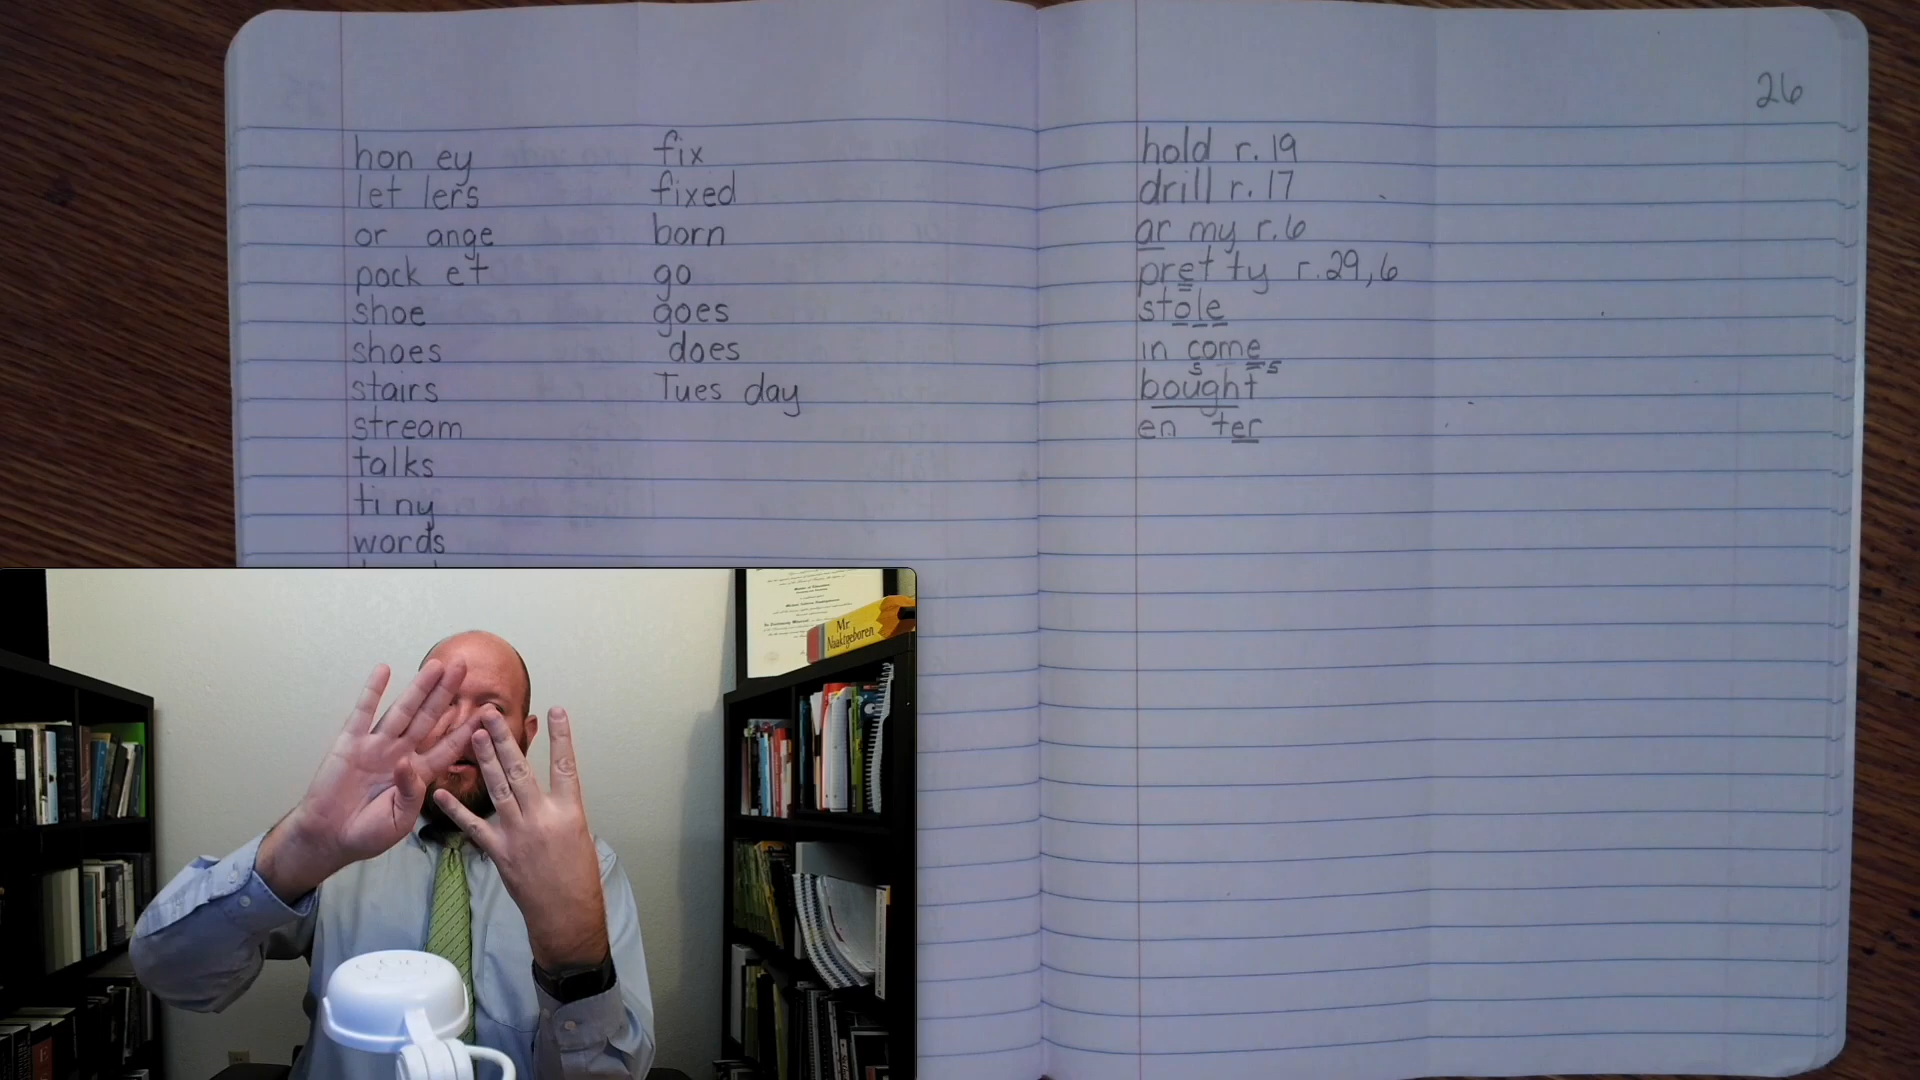 26
hon ey
let lers
or ange
pock et
shoe
shoes
stairs
stream
talks
ti ny
words
fix
fixed
born
go
goes
does
Tues day
hold r. 19
drill r. 17
ar my r. 6
pret ty r. 29, 6
stole
in come 5
s
bought
en ter
Mr.
Naaktgeboren